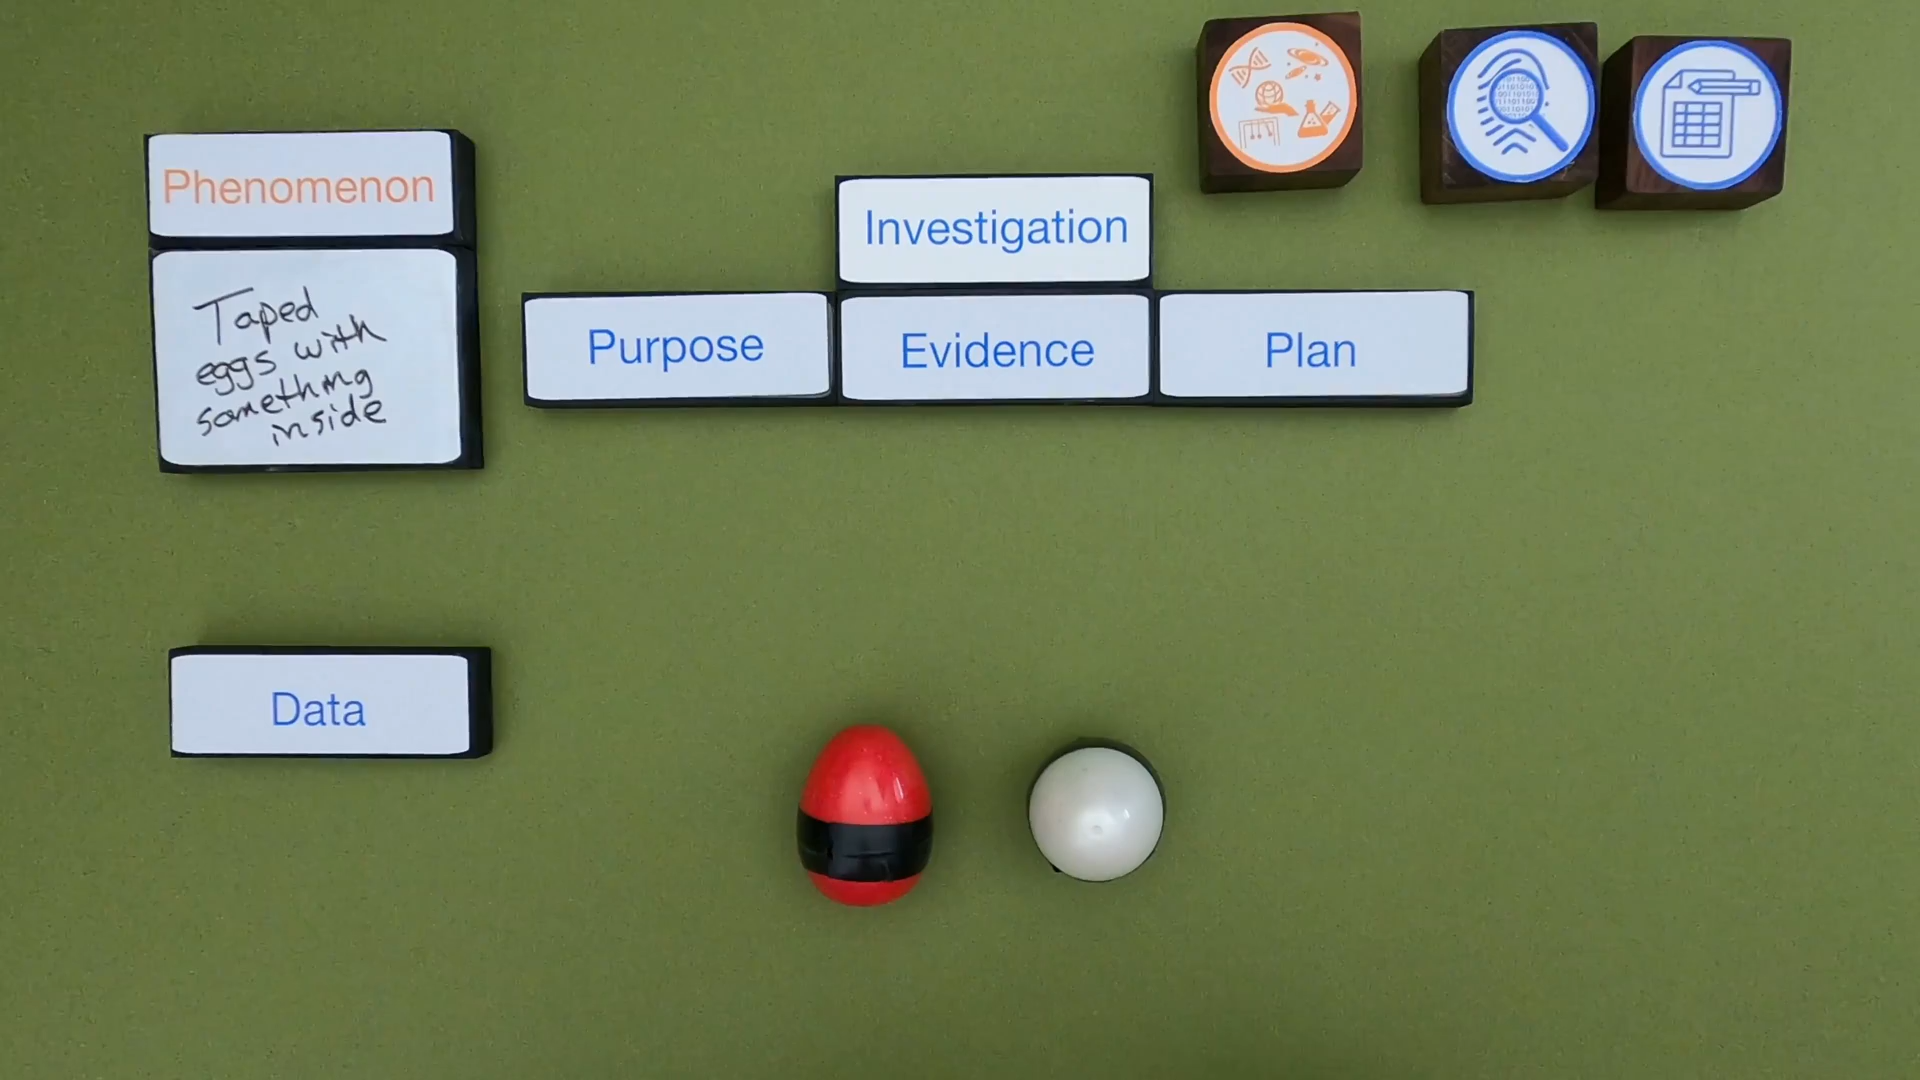 Phenomenon
Taped
eggs with
something
inside
Investigation
Purpose
Evidence
Plan
Data